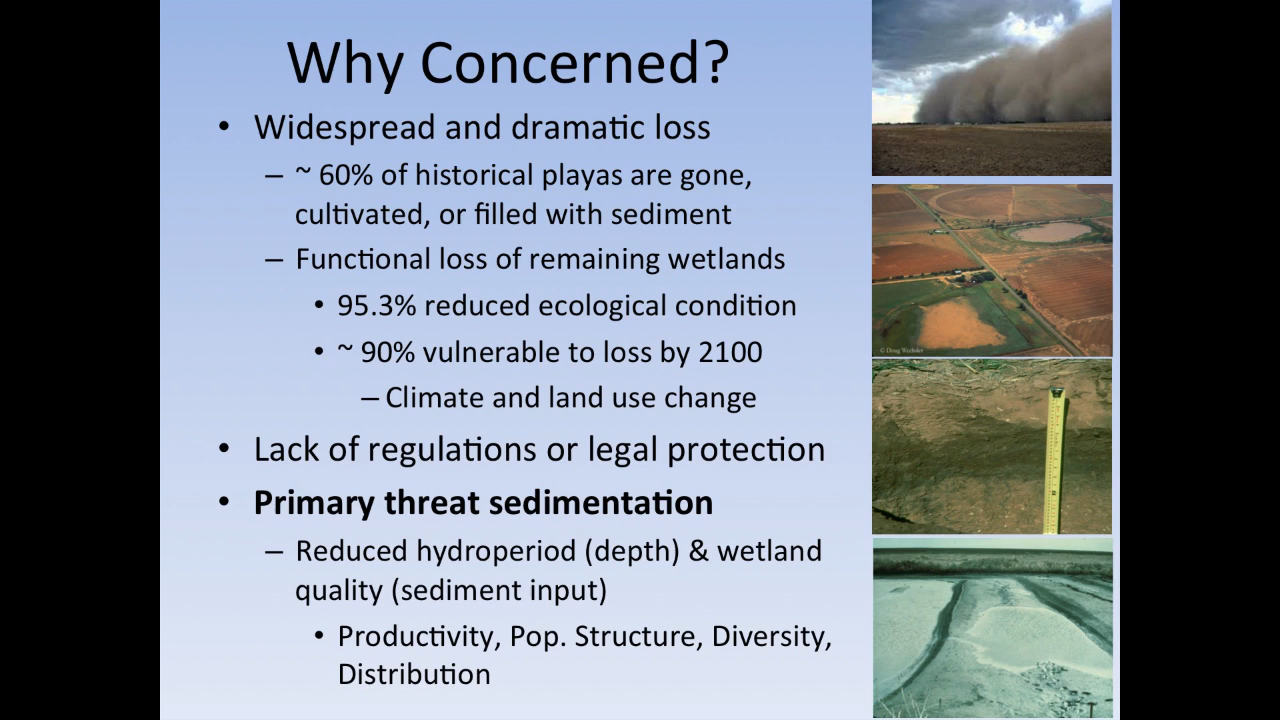 Why Concerned?
• Widespread and dramatic loss
– ~ 60% of historical playas are gone,
cultivated, or filled with sediment
– Functional loss of remaining wetlands
• 95.3% reduced ecological condition
• ~ 90% vulnerable to loss by 2100
– Climate and land use change
• Lack of regulations or legal protection
• Primary threat sedimentation
– Reduced hydroperiod (depth) & wetland
quality (sediment input)
• Productivity, Pop. Structure, Diversity,
Distribution
© Doug Wechsler